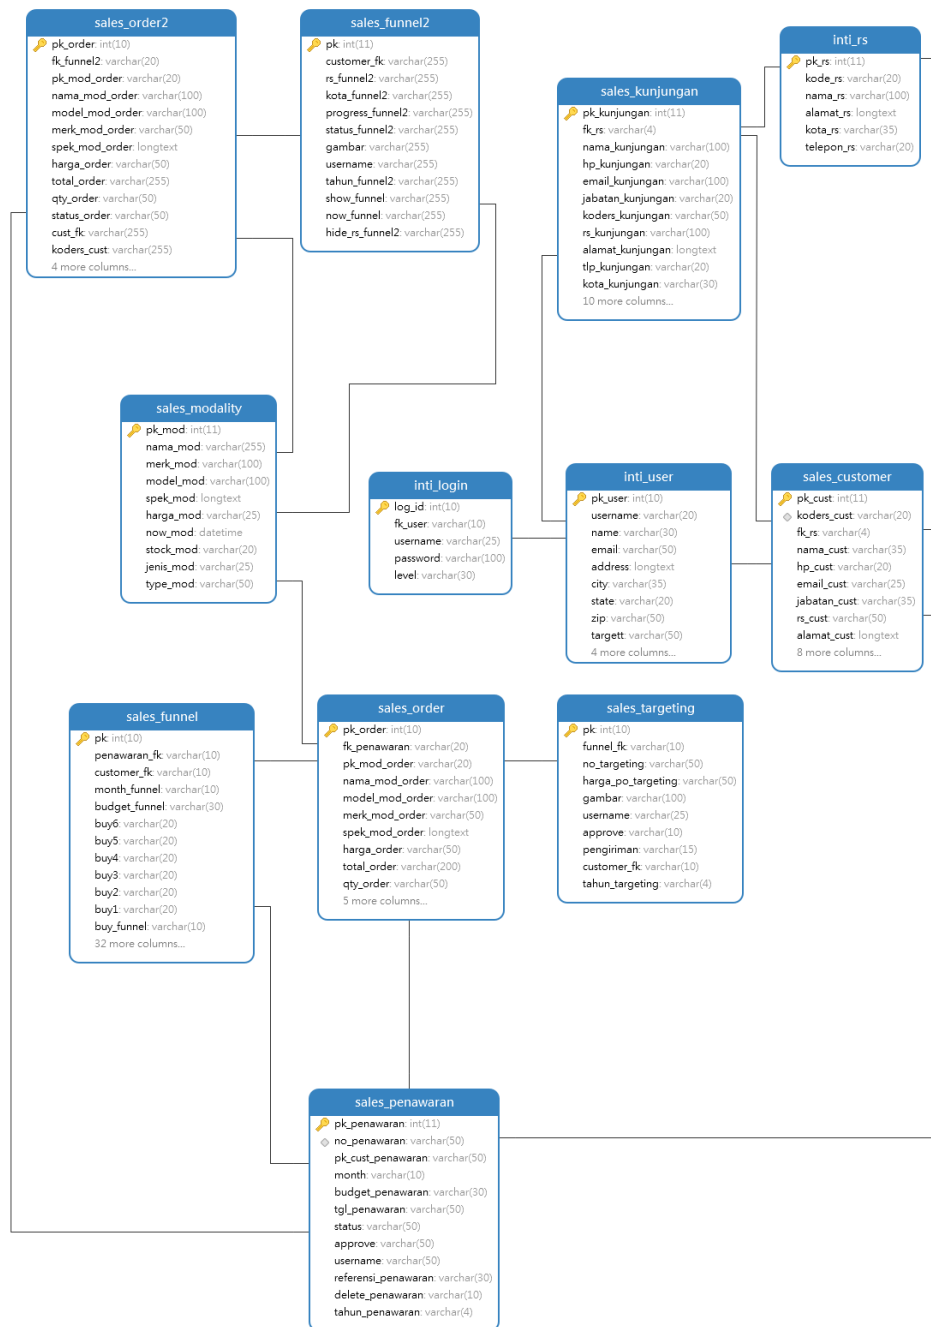 sales_order2
pk_order: int(10)
fk_funnel2: varchar(20)
pk_mod_order: varchar(20)
nama_mod_order: varchar(100)
model_mod_order: varchar(100)
merk_mod_order: varchar(50)
spek_mod_order: longtext
harga_order: varchar(50)
total_order: varchar(255)
qty_order: varchar(50)
status_order: varchar(50)
cust_fk: varchar(255)
koders_cust: varchar(255)
4 more columns...
sales_funnel2
pk: int(11)
customer_fk: varchar(255)
rs_funnel2: varchar(255)
kota_funnel2: varchar(255)
progress_funnel2: varchar(255)
status_funnel2: varchar(255)
gambar: varchar(255)
username: varchar(255)
tahun_funnel2: varchar(255)
show_funnel: varchar(255)
now_funnel: varchar(255)
hide_rs_funnel2: varchar(255)
sales_kunjungan
pk_kunjungan: int(11)
fk_rs: varchar(4)
nama_kunjungan: varchar(100)
hp_kunjungan: varchar(20)
email_kunjungan: varchar(100)
jabatan_kunjungan: varchar(20)
koders_kunjungan: varchar(50)
rs_kunjungan: varchar(100)
alamat_kunjungan: longtext
tlp_kunjungan: varchar(20)
kota_kunjungan: varchar(30)
10 more columns...
inti_rs
pk_rs: int(11)
kode_rs: varchar(20)
nama_rs: varchar(100)
alamat_rs: longtext
kota_rs: varchar(35)
telepon_rs: varchar(20)
sales_modality
pk_mod: int(11)
nama_mod: varchar(255)
merk_mod: varchar(100)
model_mod: varchar(100)
spek_mod: longtext
harga_mod: varchar(25)
now_mod: datetime
stock_mod: varchar(20)
jenis_mod: varchar(25)
type_mod: varchar(50)
inti_login
log_id: int(10)
fk_user: varchar(10)
username: varchar(25)
password: varchar(100)
level: varchar(30)
inti_user
pk_user: int(10)
username: varchar(20)
name: varchar(30)
email: varchar(50)
address: longtext
city: varchar(35)
state: varchar(20)
zip: varchar(50)
targett: varchar(50)
4 more columns...
sales_customer
pk_cust: int(11)
koders_cust: varchar(20)
fk_rs: varchar(4)
nama_cust: varchar(35)
hp_cust: varchar(20)
email_cust: varchar(25)
jabatan_cust: varchar(35)
rs_cust: varchar(50)
alamat_cust: longtext
8 more columns...
sales_funnel
pk: int(10)
penawaran_fk: varchar(10)
customer_fk: varchar(10)
month_funnel: varchar(10)
budget_funnel: varchar(30)
buy6: varchar(20)
buy5: varchar(20)
buy4: varchar(20)
buy3: varchar(20)
buy2: varchar(20)
buy1: varchar(20)
buy_funnel: varchar(10)
32 more columns...
sales_order
pk_order: int(10)
fk_penawaran: varchar(20)
pk_mod_order: varchar(20)
nama_mod_order: varchar(100)
model_mod_order: varchar(100)
merk_mod_order: varchar(50)
spek_mod_order: longtext
harga_order: varchar(50)
total_order: varchar(200)
qty_order: varchar(50)
5 more columns...
sales_targeting
pk: int(10)
funnel_fk: varchar(10)
no_targeting: varchar(50)
harga_po_targeting: varchar(50)
gambar: varchar(100)
username: varchar(25)
approve: varchar(10)
pengiriman: varchar(15)
customer_fk: varchar(10)
tahun_targeting: varchar(4)
sales_penawaran
pk_penawaran: int(11)
no_penawaran: varchar(50)
pk_cust_penawaran: varchar(50)
month: varchar(10)
budget_penawaran: varchar(30)
tgl_penawaran: varchar(50)
status: varchar(50)
approve: varchar(50)
username: varchar(50)
referensi_penawaran: varchar(30)
delete_penawaran: varchar(10)
tahun_penawaran: varchar(4)